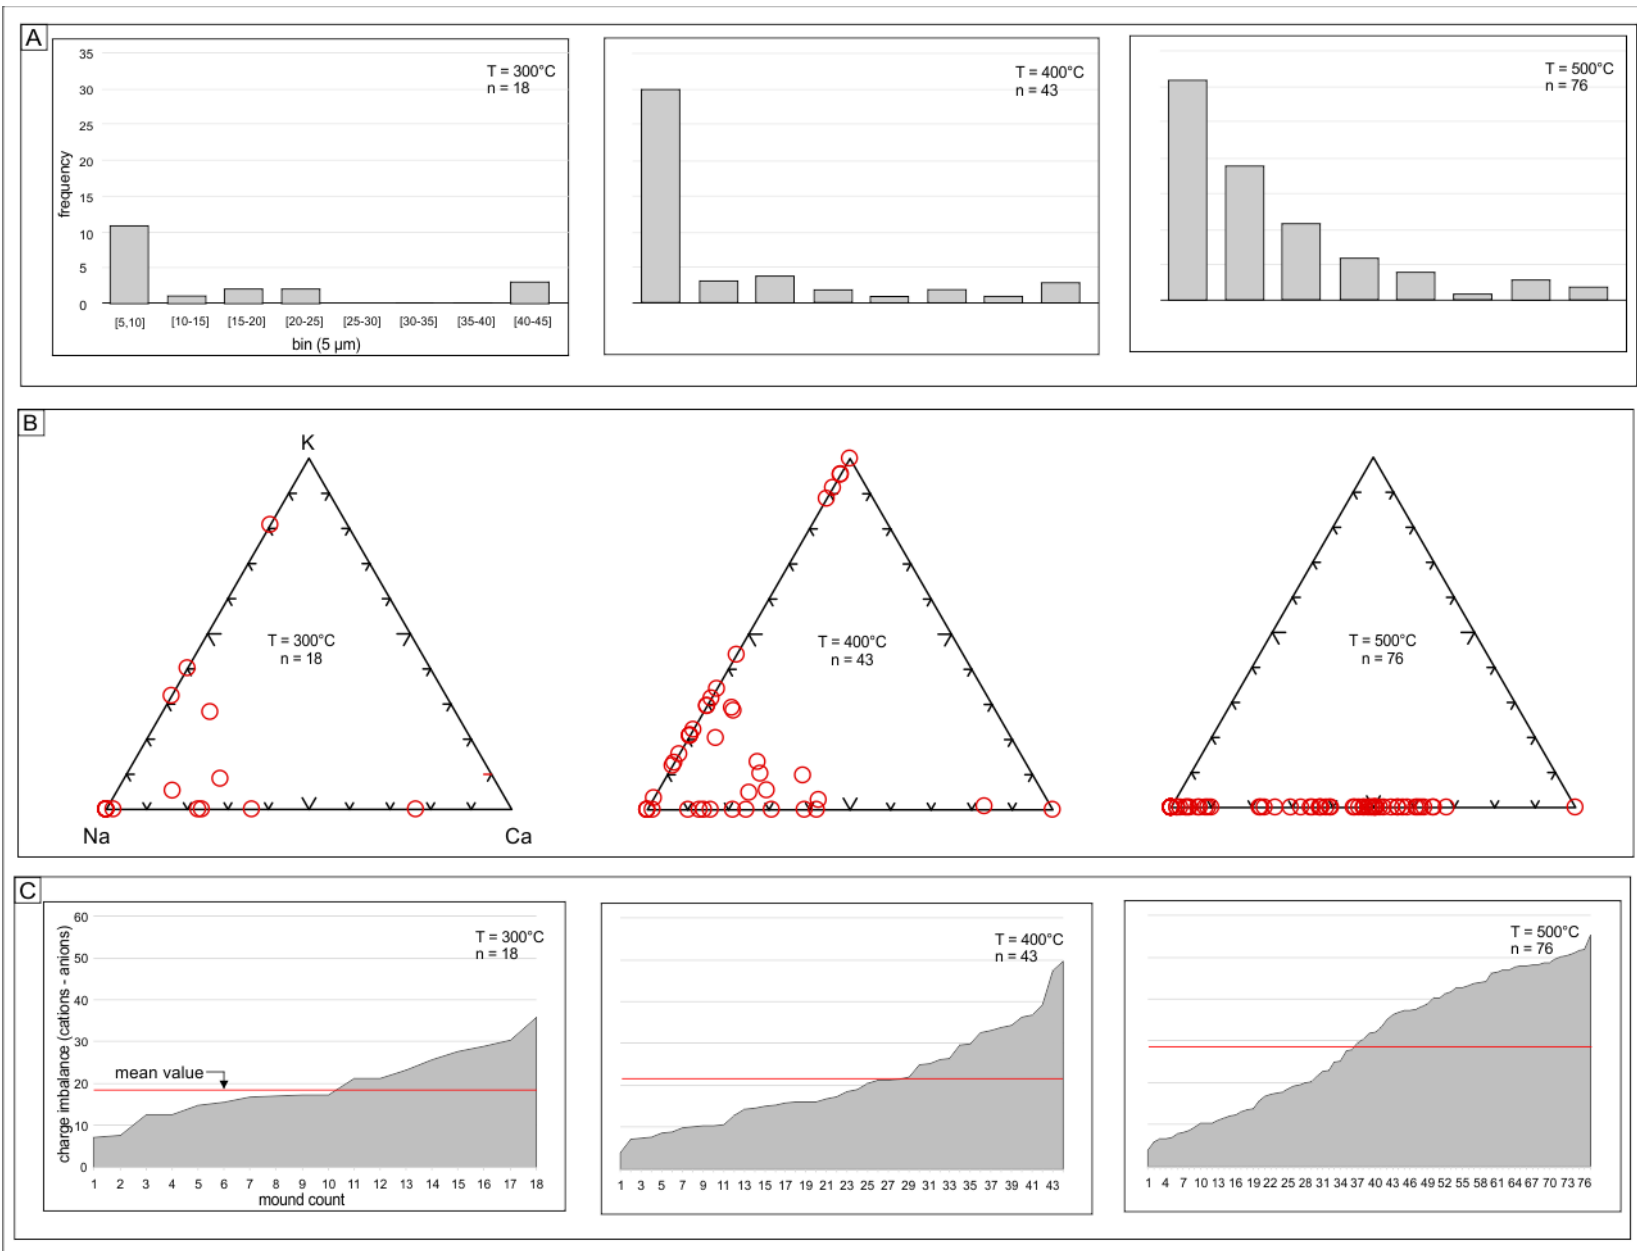 A
T = 300°C
n = 18
35
30
25
20
15
10
5
0
frequency
[5,10] [10-15] [15-20] [20-25] [25-30] [30-35] [35-40] [40-45]
bin (5 µm)
T = 400°C
n = 43
T = 500°C
n = 76
B
K
T = 300°C
n = 18
Na
Ca
T = 400°C
n = 43
T = 500°C
n = 76
C
60
50
40
30
20
10
0
charge imbalance (cations - anions)
T = 300°C
n = 18
mean value
1 2 3 4 5 6 7 8 9 10 11 12 13 14 15 16 17 18
mound count
T = 400°C
n = 43
1 3 5 7 9 11 13 15 17 19 21 23 25 27 29 31 33 35 37 39 41 43
T = 500°C
n = 76
1 4 7 10 13 16 19 22 25 28 31 34 37 40 43 46 49 52 55 58 61 64 67 70 73 76